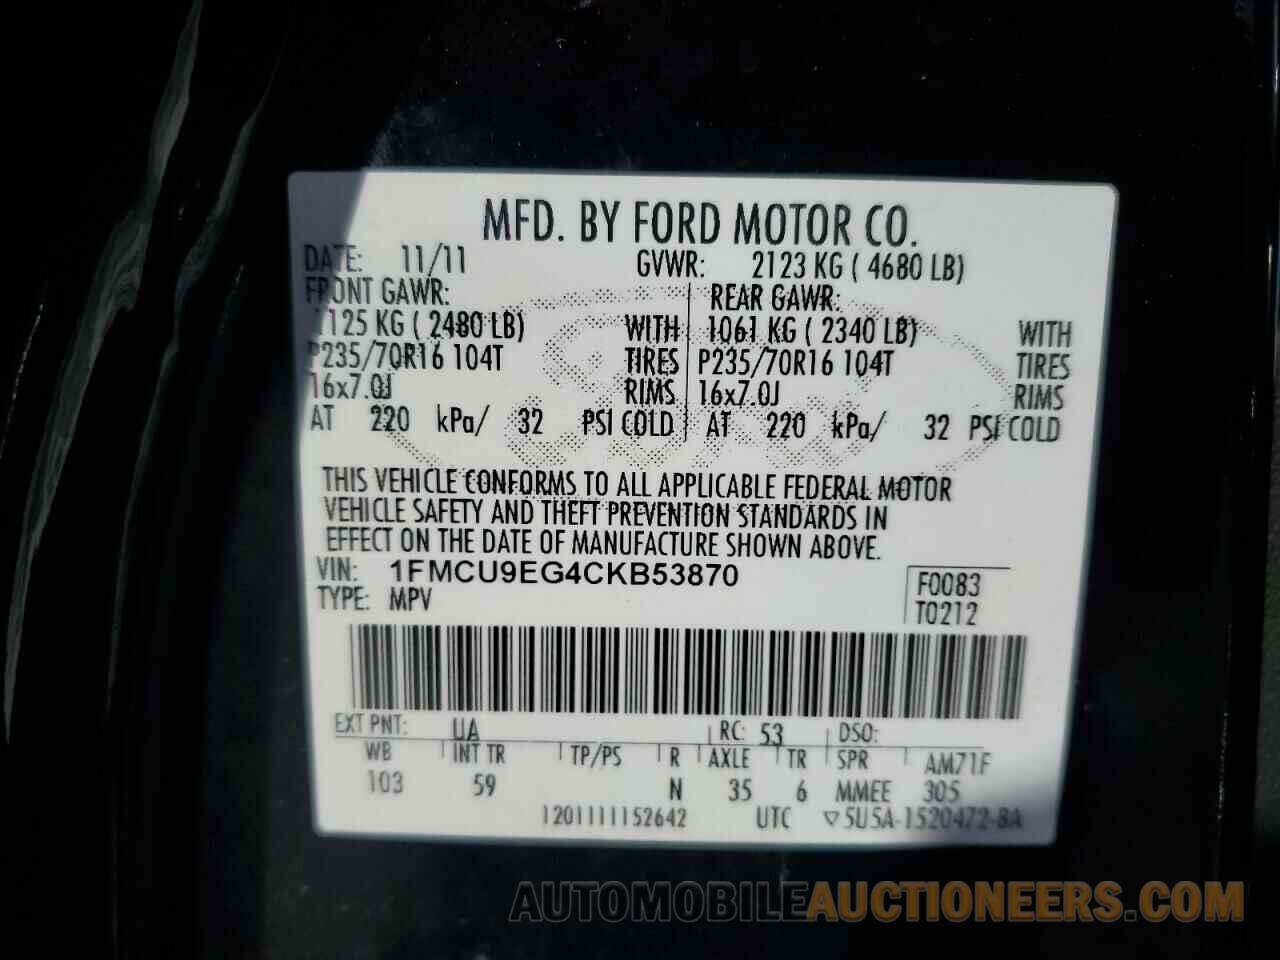 MFD. BY FORD MOTOR CO.
DATE: 11/11 GVWR: 2123 KG ( 4680 LB)
FRONT GAWR: REAR GAWR:
1125 KG ( 2480 LB) WITH 1061 KG ( 2340 LB) WITH
P235/70R16 104T TIRES P235/70R16 104T TIRES
16x7.0J RIMS 16x7.0J RIMS
AT 220 kPa/ 32 PSI COLD AT 220 kPa/ 32 PSI COLD
THIS VEHICLE CONFORMS TO ALL APPLICABLE FEDERAL MOTOR
VEHICLE SAFETY AND THEFT PREVENTION STANDARDS IN
EFFECT ON THE DATE OF MANUFACTURE SHOWN ABOVE.
VIN: 1FMCU9EG4CKB53870 F0083
TYPE: MPV T0212
EXT PNT: UA RC: 53 DSO:
WB INT TR TP/PS R AXLE TR SPR AM71F
103 59 N 35 6 MMEE 305
1201111152642 UTC ▽5U5A-1520472-BA
AUTOMOBILEAUCTIONEERS.COM